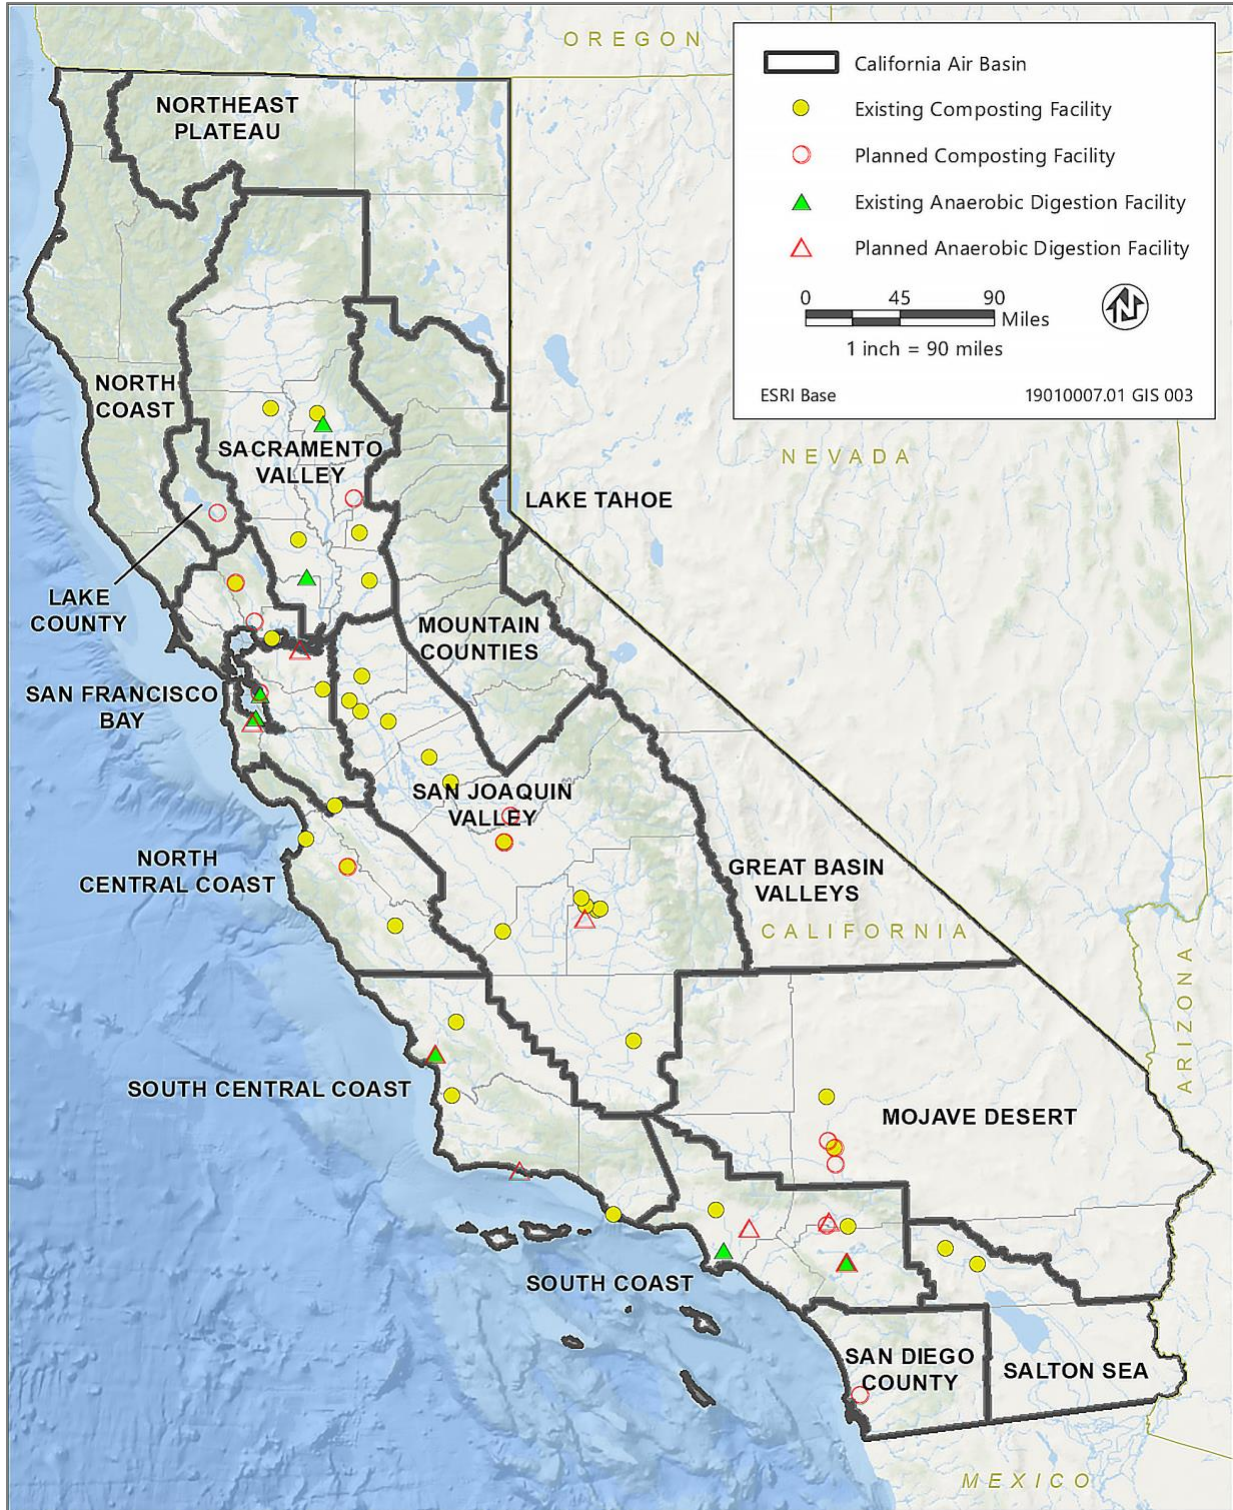 OREGON
California Air Basin
Existing Composting Facility
Planned Composting Facility
Existing Anaerobic Digestion Facility
Planned Anaerobic Digestion Facility
0 45 90
Miles
N
1 inch = 90 miles
ESRI Base 19010007.01 GIS 003
NORTHEAST
PLATEAU
NORTH
COAST
SACRAMENTO
VALLEY
NEVADA
LAKE TAHOE
LAKE
COUNTY
MOUNTAIN
COUNTIES
SAN FRANCISCO
BAY
SAN JOAQUIN
VALLEY
NORTH
CENTRAL COAST
GREAT BASIN
VALLEYS
CALIFORNIA
ARIZONA
SOUTH CENTRAL COAST
MOJAVE DESERT
SOUTH COAST
SAN DIEGO
COUNTY
SALTON SEA
MEXICO